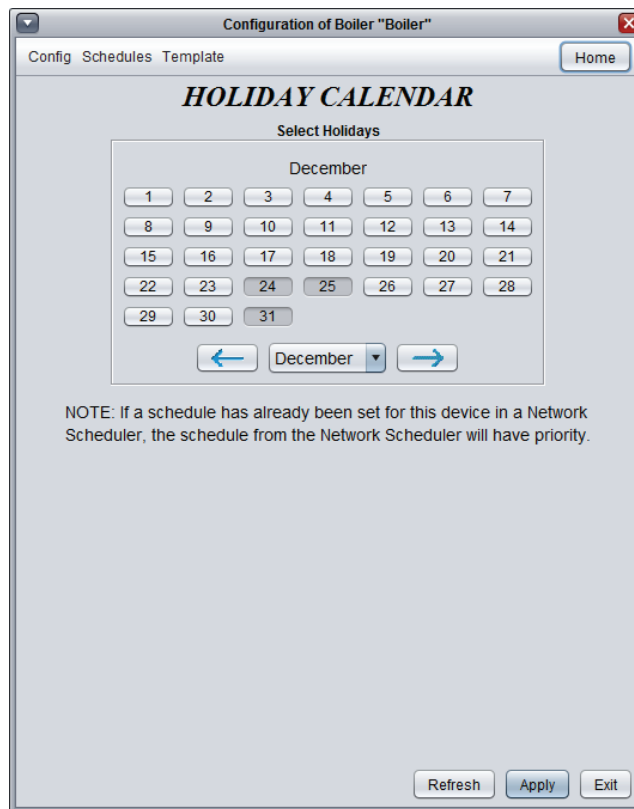 Configuration of Boiler "Boiler"
Config Schedules Template Home
HOLIDAY CALENDAR
Select Holidays
December
1 2 3 4 5 6 7
8 9 10 11 12 13 14
15 16 17 18 19 20 21
22 23 24 25 26 27 28
29 30 31
December
NOTE: If a schedule has already been set for this device in a Network
Scheduler, the schedule from the Network Scheduler will have priority.
Refresh Apply Exit